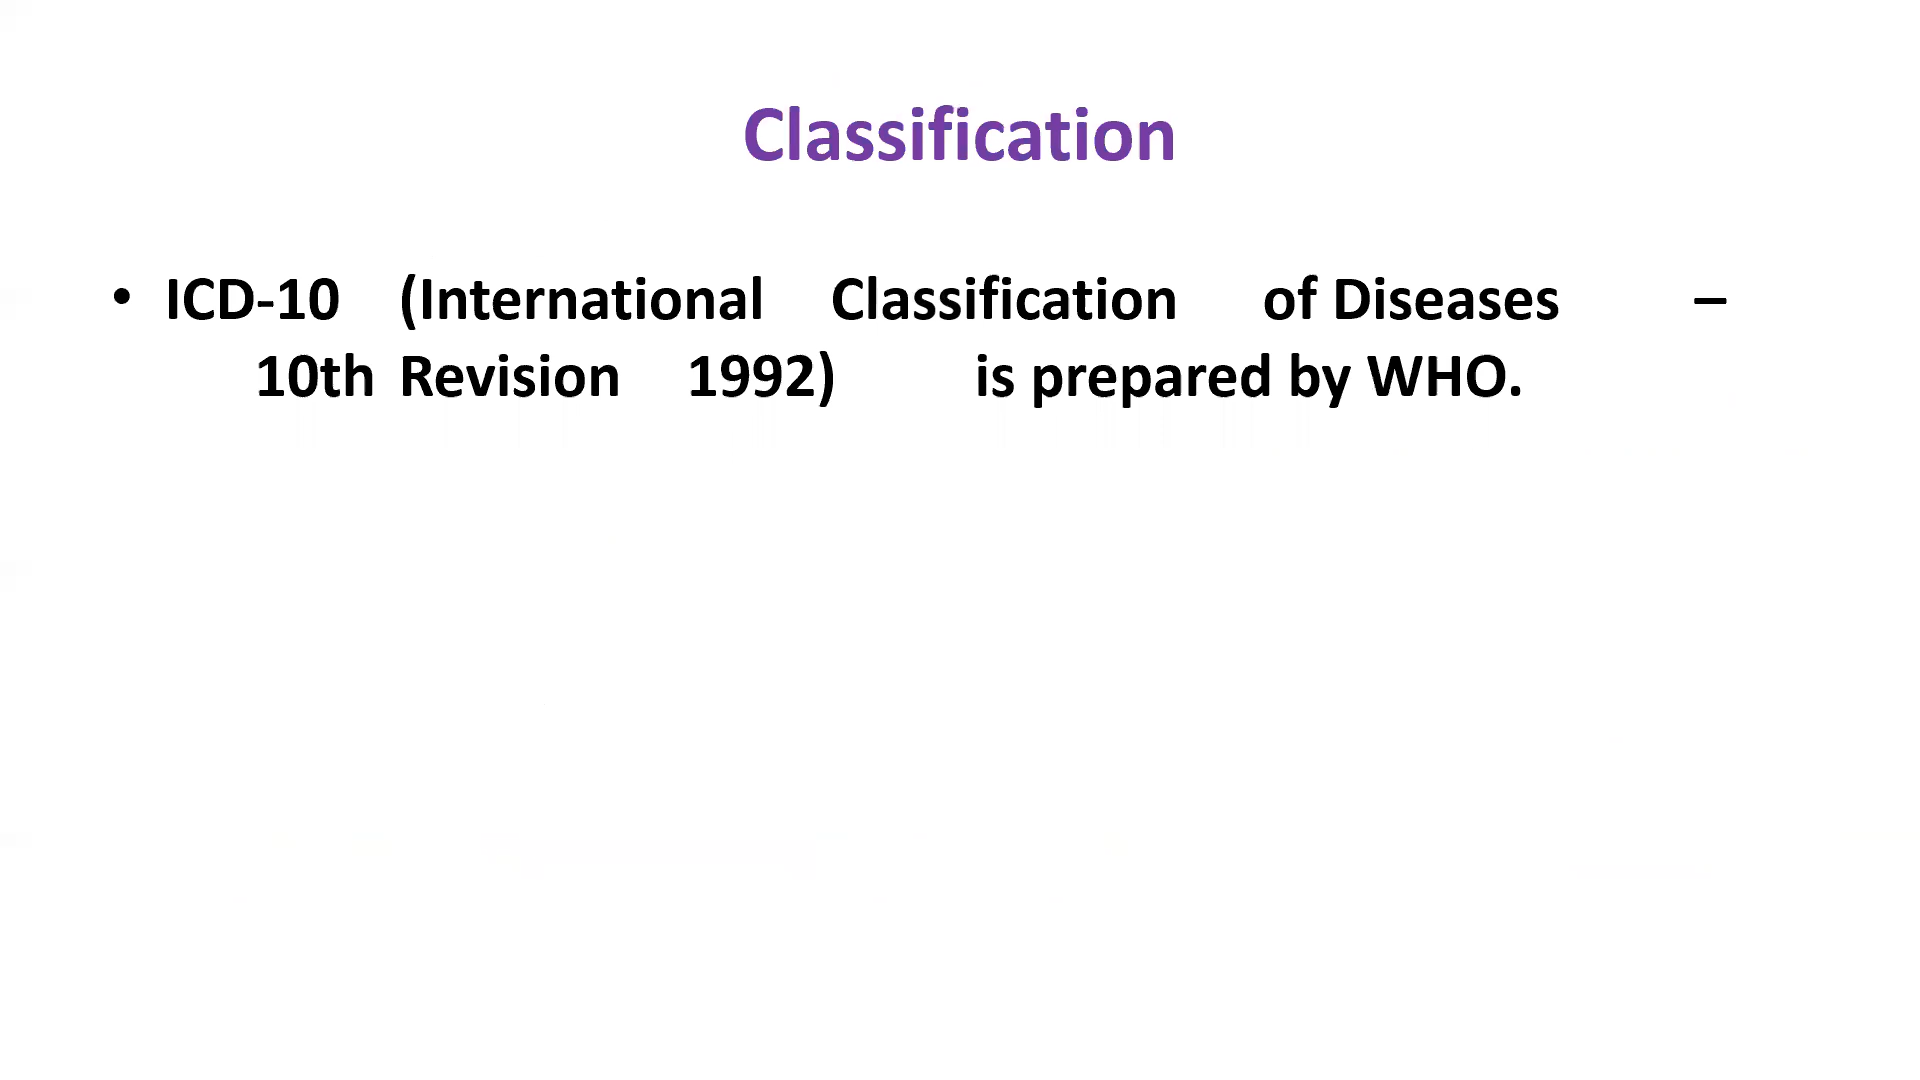 Classification
• ICD-10 (International Classification of Diseases –
10th Revision 1992) is prepared by WHO.